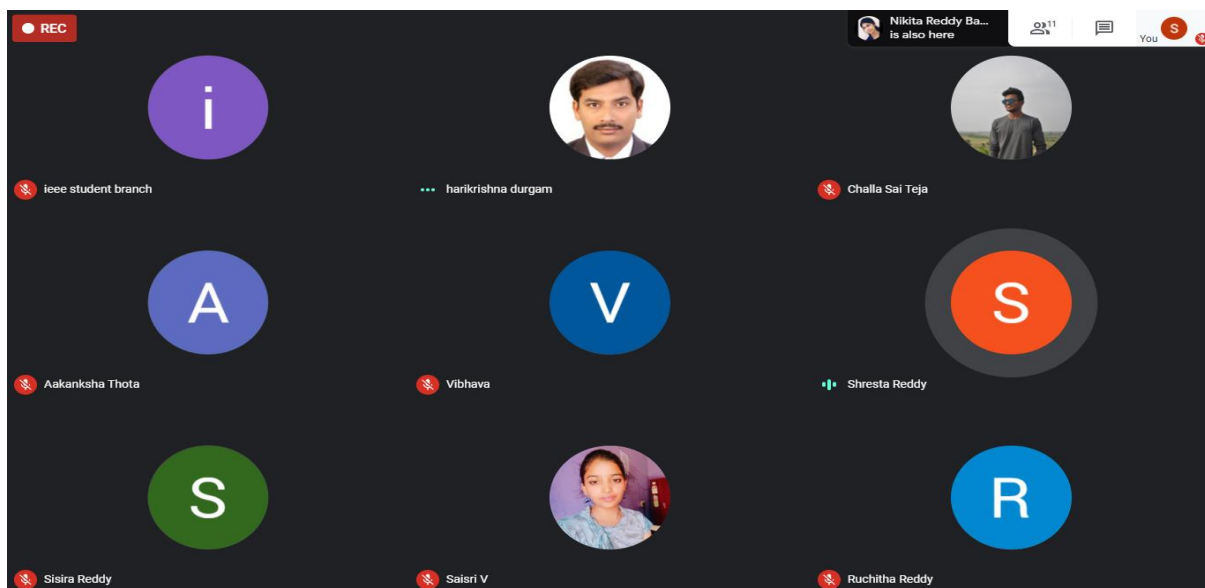 REC
Nikita Reddy Ba...
is also here
11
You
S
i
ieee student branch
harikrishna durgam
Challa Sai Teja
A
V
S
Aakanksha Thota
Vibhava
Shresta Reddy
S
R
Sisira Reddy
Saisri V
Ruchitha Reddy